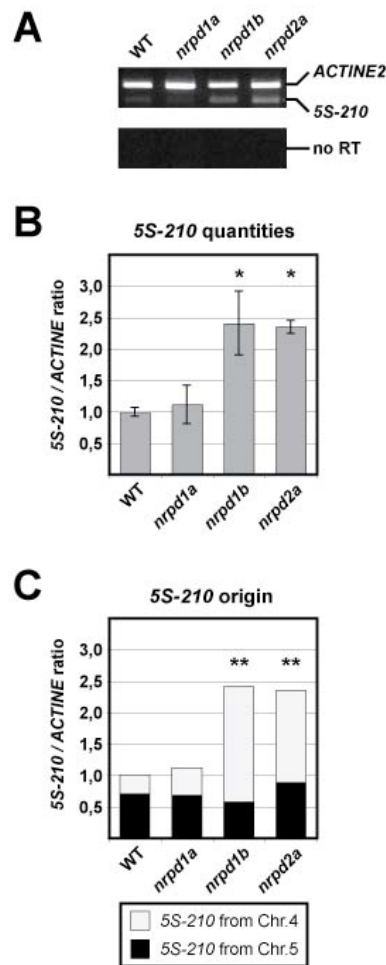 A
WT nrpd1a nrpd1b nrpd2a
ACTINE2
5S-210
no RT
B
5S-210 quantities
5S-210 / ACTINE ratio
3,0
2,5
2,0
1,5
1,0
0,5
* *
WT nrpd1a nrpd1b nrpd2a
C
5S-210 origin
5S-210 / ACTINE ratio
3,0
2,5
2,0
1,5
1,0
0,5
** **
WT nrpd1a nrpd1b nrpd2a
5S-210 from Chr.4
5S-210 from Chr.5